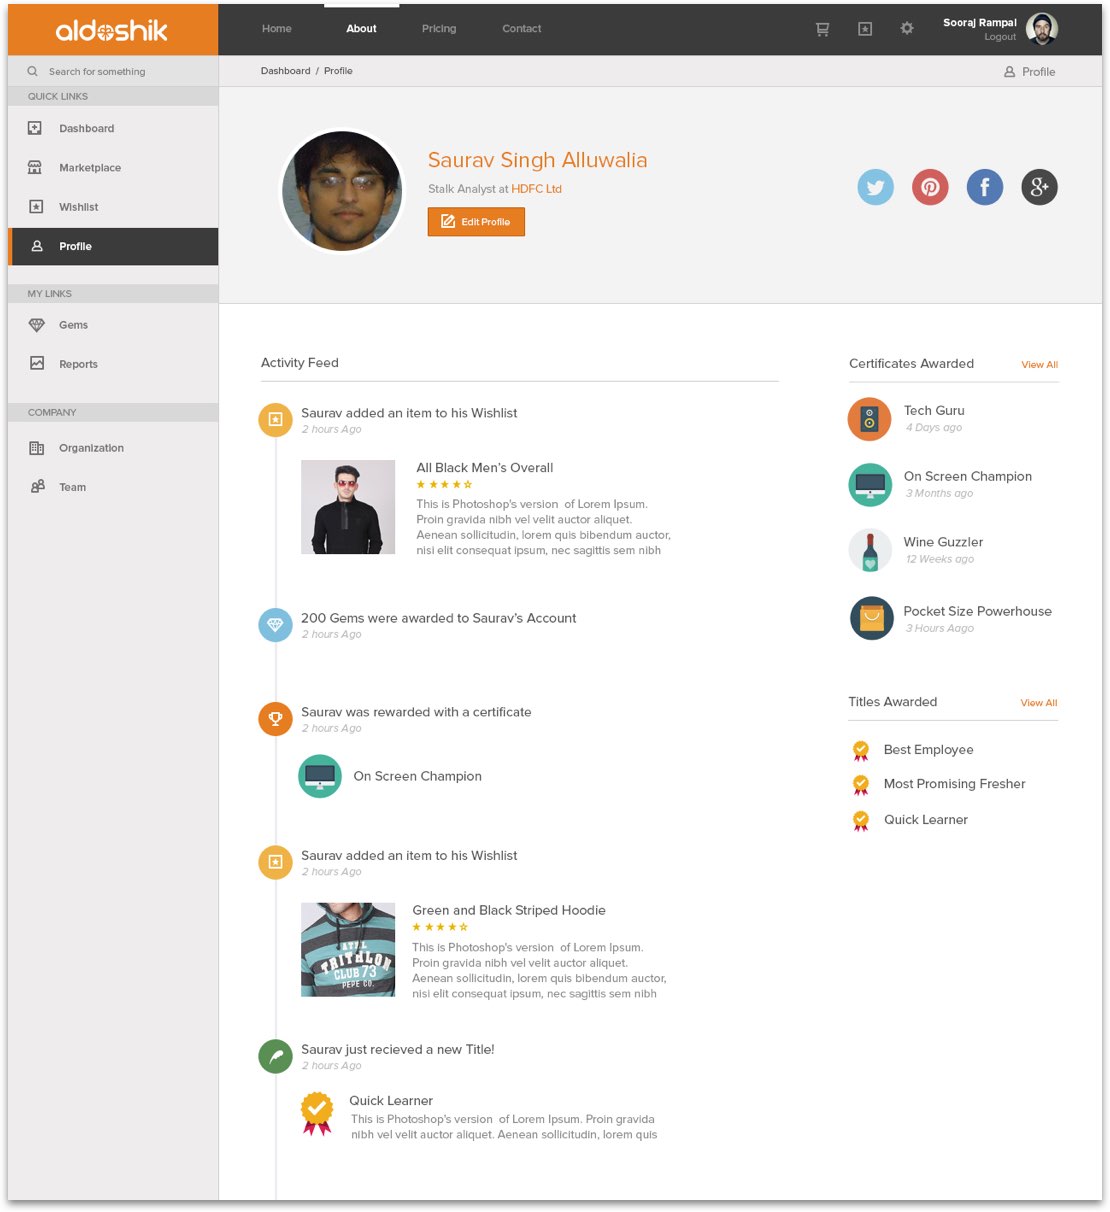 aldoshik
Home
About
Pricing
Contact
Sooraj Rampal
Logout
Search for something
Dashboard / Profile
Profile
QUICK LINKS
Dashboard
Marketplace
Wishlist
Profile
MY LINKS
Gems
Reports
COMPANY
Organization
Team
Saurav Singh Alluwalia
Stalk Analyst at HDFC Ltd
Edit Profile
Activity Feed
Saurav added an item to his Wishlist
2 hours Ago
All Black Men's Overall
This is Photoshop's version of Lorem Ipsum.
Proin gravida nibh vel velit auctor aliquet.
Aenean sollicitudin, lorem quis bibendum auctor,
nisi elit consequat ipsum, nec sagittis sem nibh
200 Gems were awarded to Saurav's Account
2 hours Ago
Saurav was rewarded with a certificate
2 hours Ago
On Screen Champion
Saurav added an item to his Wishlist
2 hours Ago
ATHL
TRITHLON
CLUB 73
PEPE CO.
Green and Black Striped Hoodie
This is Photoshop's version of Lorem Ipsum.
Proin gravida nibh vel velit auctor aliquet.
Aenean sollicitudin, lorem quis bibendum auctor,
nisi elit consequat ipsum, nec sagittis sem nibh
Saurav just recieved a new Title!
2 hours Ago
Quick Learner
This is Photoshop's version of Lorem Ipsum. Proin gravida
nibh vel velit auctor aliquet. Aenean sollicitudin, lorem quis
Certificates Awarded
View All
Tech Guru
4 Days ago
On Screen Champion
3 Months ago
Wine Guzzler
12 Weeks ago
Pocket Size Powerhouse
3 Hours Aago
Titles Awarded
View All
Best Employee
Most Promising Fresher
Quick Learner